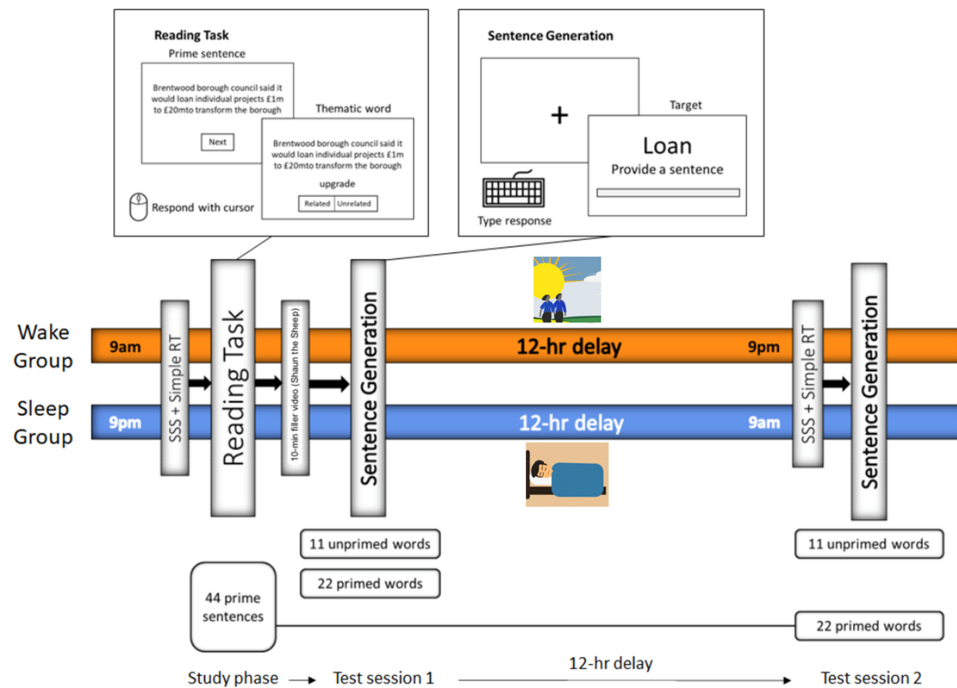 Reading Task
Prime sentence
Brentwood borough council said it
would loan individual projects £1m
to £20mto transform the borough
Next
Thematic word
Brentwood borough council said it
would loan individual projects £1m
to £20mto transform the borough
upgrade
Related Unrelated
Respond with cursor
Sentence Generation
+
Target
Loan
Provide a sentence
Type response
Wake
Group
9am
12-hr delay
9pm
Sleep
Group
9pm
12-hr delay
9am
SSS + Simple RT
Reading Task
10-min filler video (Shaun the Sheep)
Sentence Generation
SSS + Simple RT
Sentence Generation
11 unprimed words
22 primed words
11 unprimed words
44 prime
sentences
22 primed words
Study phase
Test session 1
12-hr delay
Test session 2